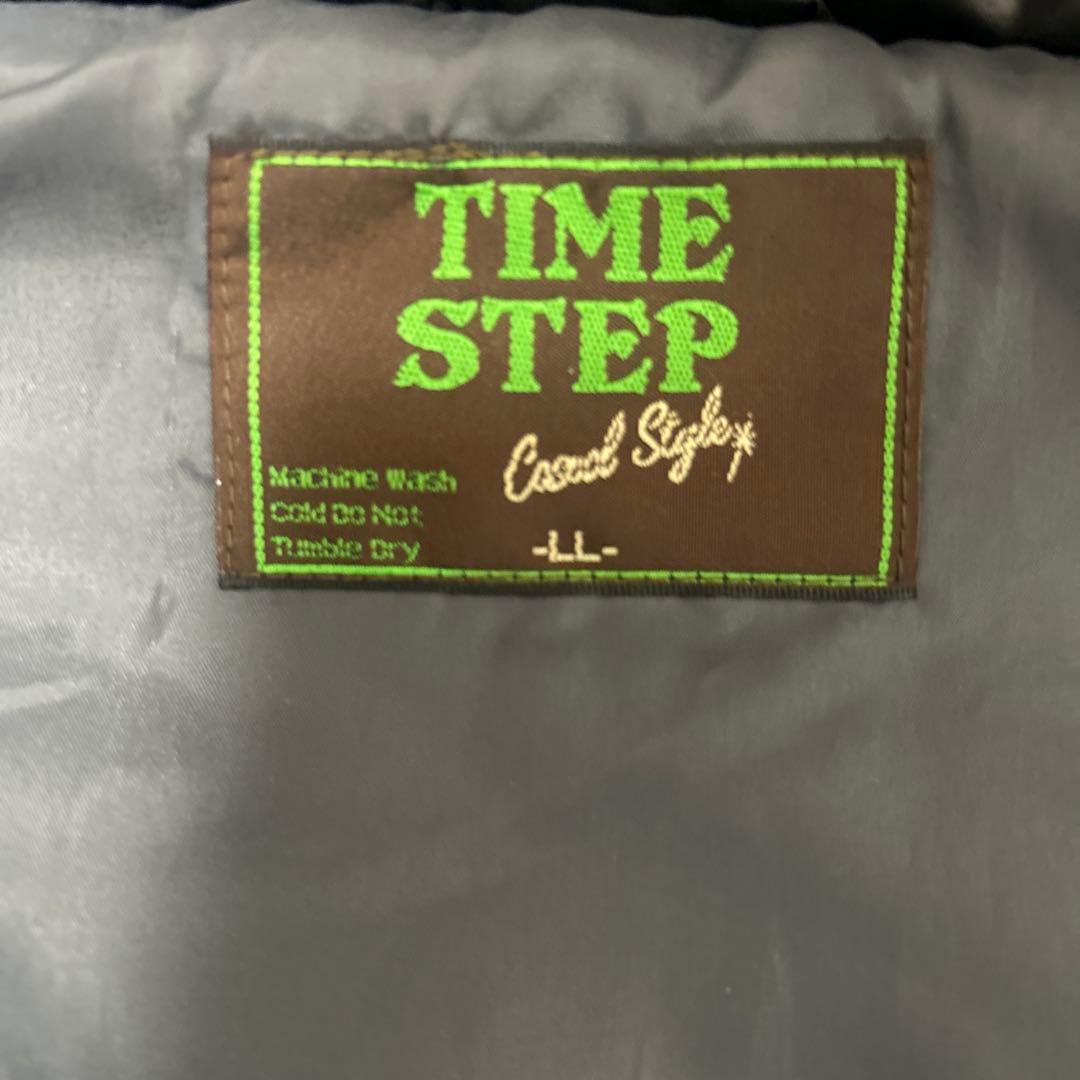 TIME
STEP
Casual Style
Machine Wash
Cold Do Not
Tumble Dry
-LL-